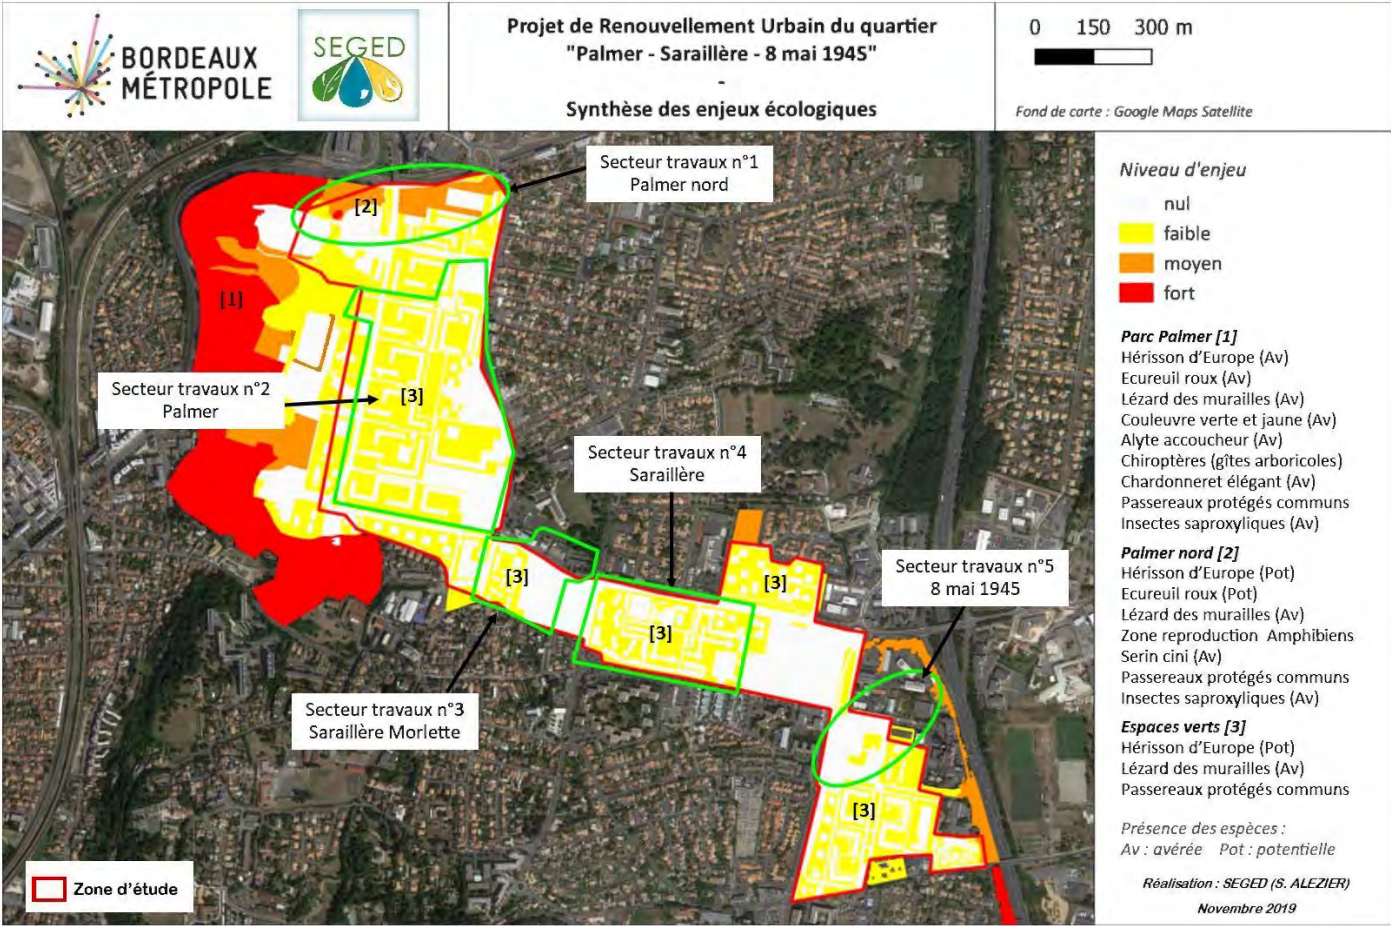 BORDEAUX
MÉTROPOLE
SEGED
Projet de Renouvellement Urbain du quartier
"Palmer - Saraillère - 8 mai 1945"
-
Synthèse des enjeux écologiques
0 150 300 m
Fond de carte : Google Maps Satellite
Secteur travaux n°1
Palmer nord
[2]
[1]
Secteur travaux n°2
Palmer
[3]
Secteur travaux n°4
Saraillère
[3]
[3]
[3]
Secteur travaux n°5
8 mai 1945
Secteur travaux n°3
Saraillère Morlette
[3]
Zone d'étude
Niveau d'enjeu
nul
faible
moyen
fort
Parc Palmer [1]
Hérisson d'Europe (Av)
Ecureuil roux (Av)
Lézard des murailles (Av)
Couleuvre verte et jaune (Av)
Alyte accoucheur (Av)
Chiroptères (gîtes arboricoles)
Chardonneret élégant (Av)
Passereaux protégés communs
Insectes saproxyliques (Av)
Palmer nord [2]
Hérisson d'Europe (Pot)
Ecureuil roux (Pot)
Lézard des murailles (Av)
Zone reproduction Amphibiens
Serin cini (Av)
Passereaux protégés communs
Insectes saproxyliques (Av)
Espaces verts [3]
Hérisson d'Europe (Pot)
Lézard des murailles (Av)
Passereaux protégés communs
Présence des espèces :
Av : avérée Pot : potentielle
Réalisation : SEGED (S. ALEZIER)
Novembre 2019